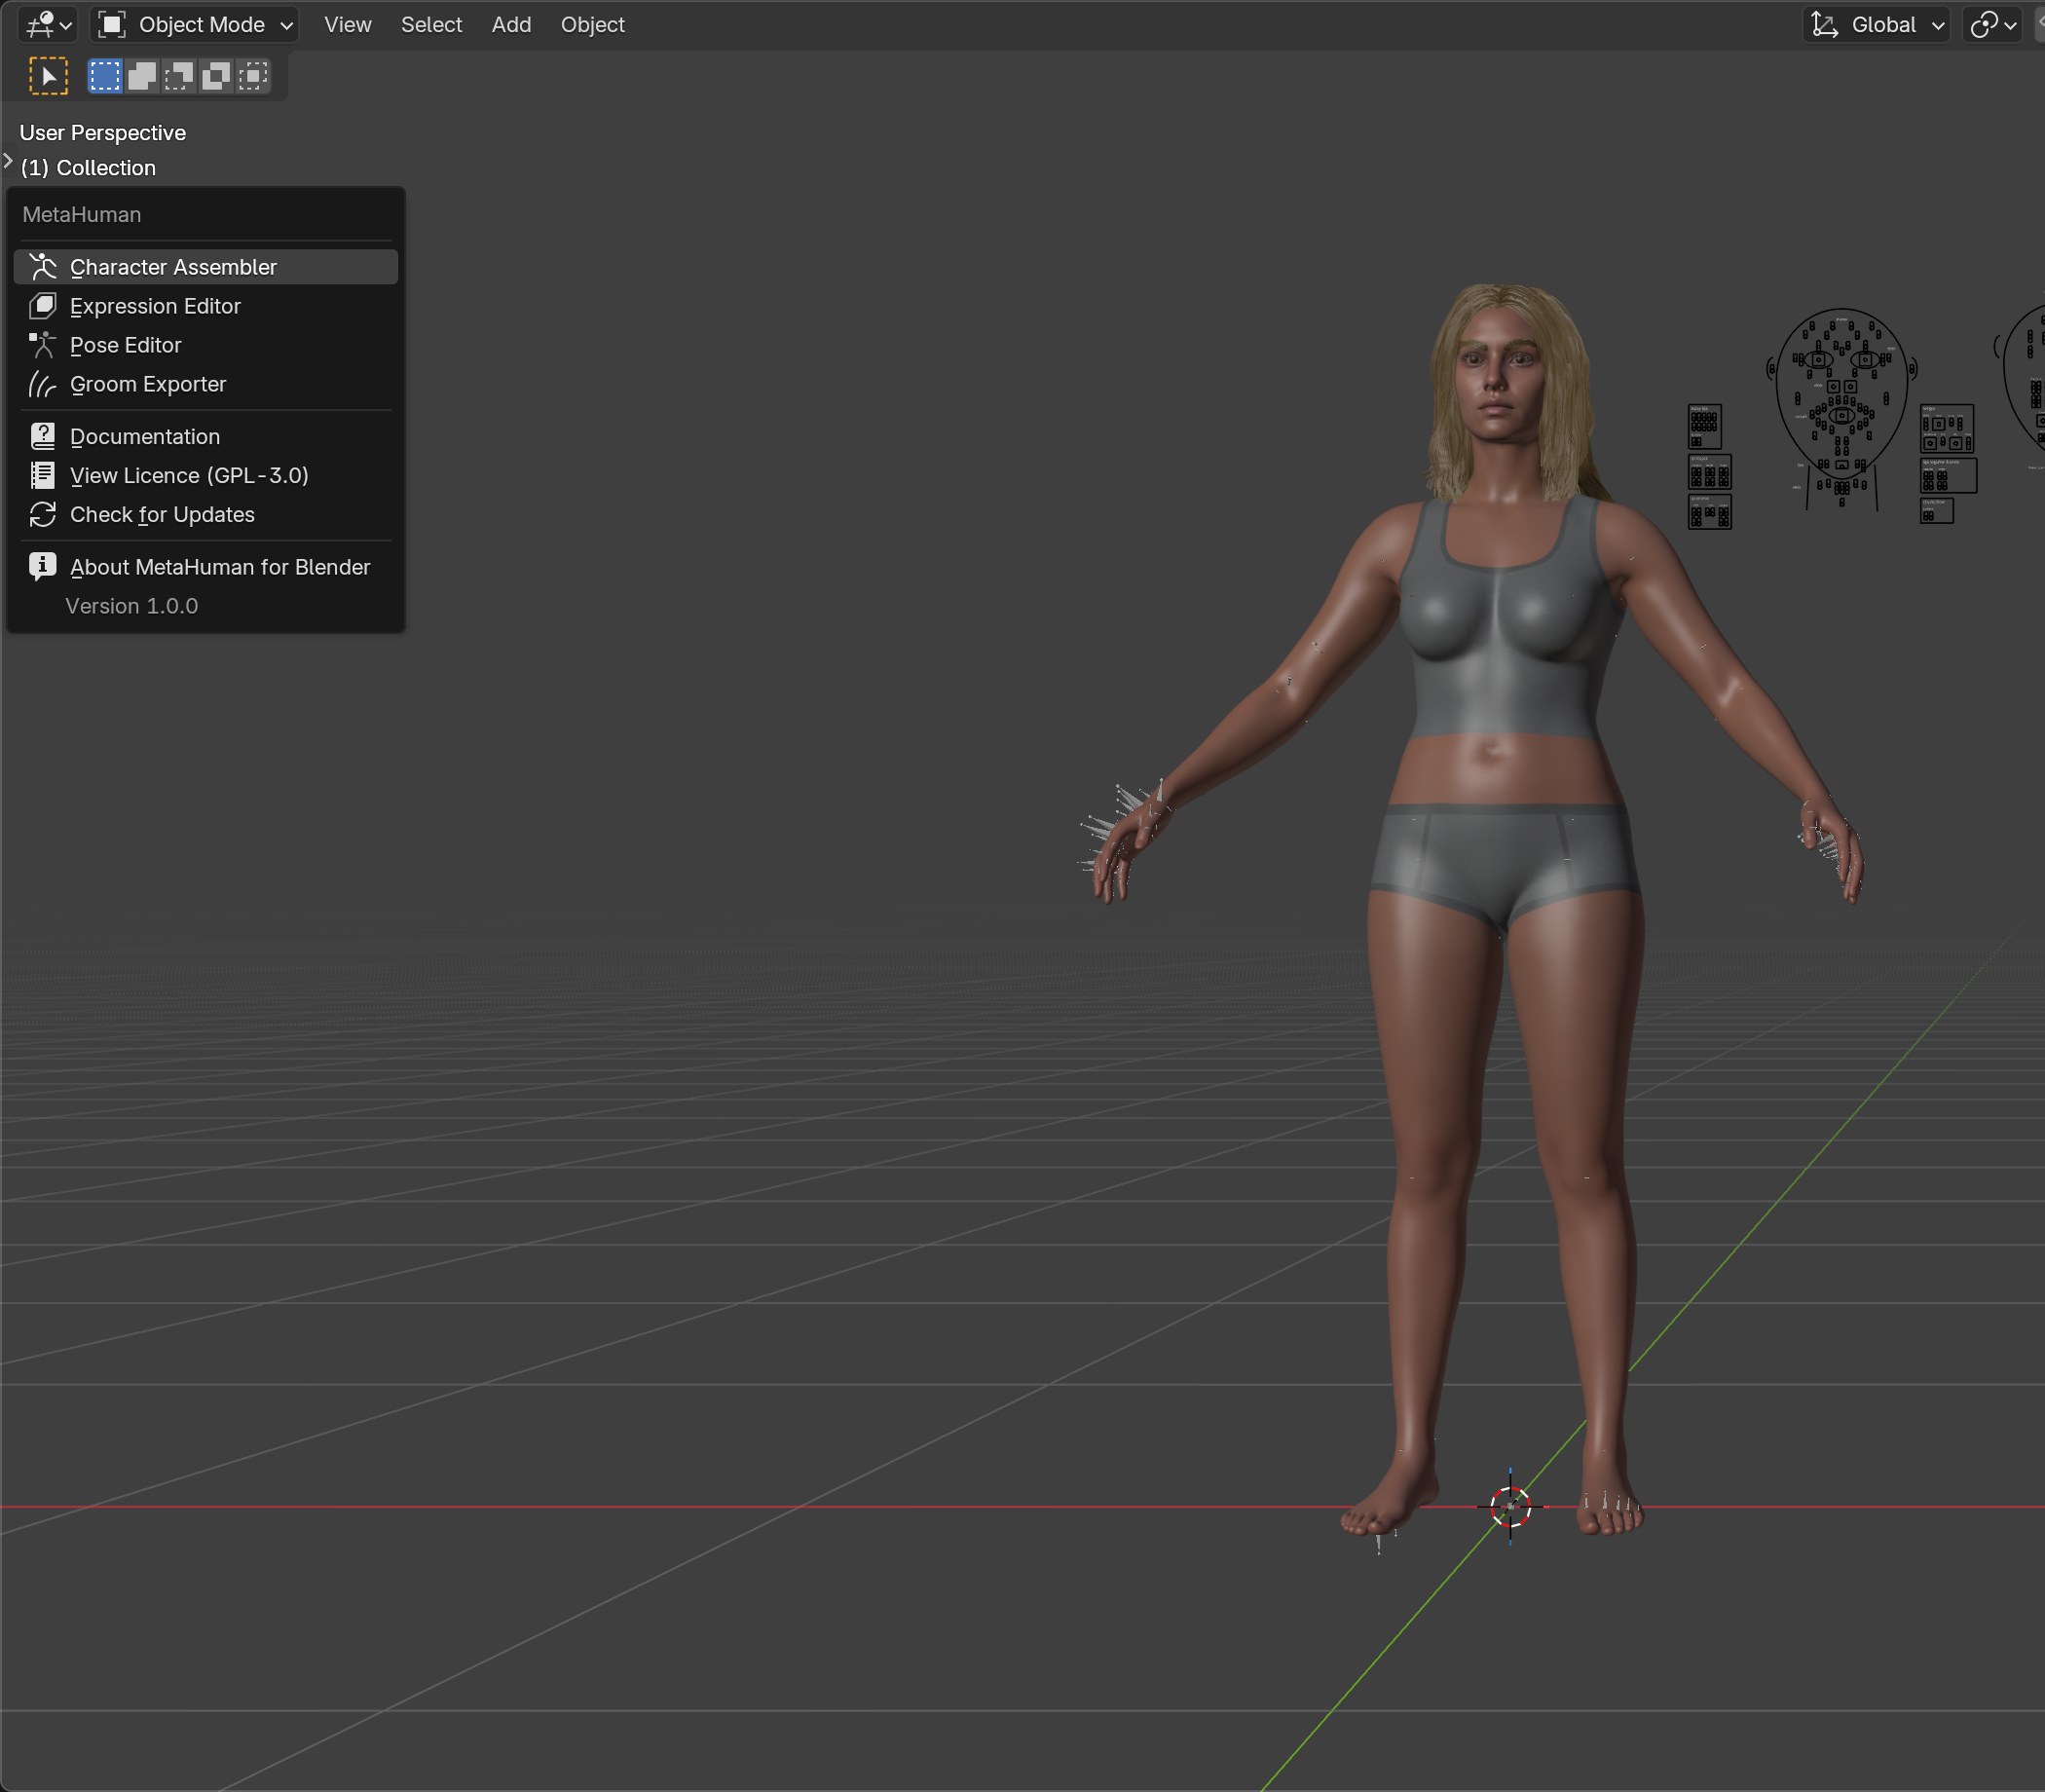 Object Mode View Select Add Object Global
User Perspective
(1) Collection
MetaHuman
Character Assembler
Expression Editor
Pose Editor
Groom Exporter
Documentation
View Licence (GPL-3.0)
Check for Updates
About MetaHuman for Blender
Version 1.0.0